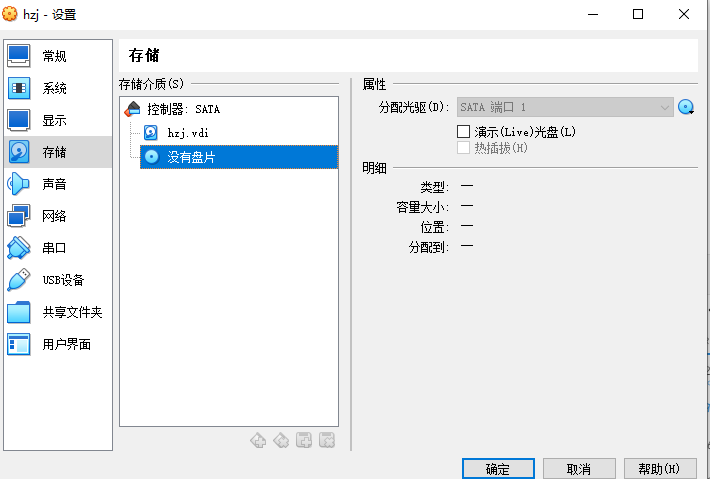 hzj - 设置
常规
系统
显示
存储
声音
网络
串口
USB设备
共享文件夹
用户界面
存储
存储介质(S)
控制器: SATA
hzj.vdi
没有盘片
属性
分配光驱(D): SATA 端口 1
演示(Live)光盘(L)
热插拔(H)
明细
类型: —
容量大小: —
位置: —
分配到: —
确定
取消
帮助(H)